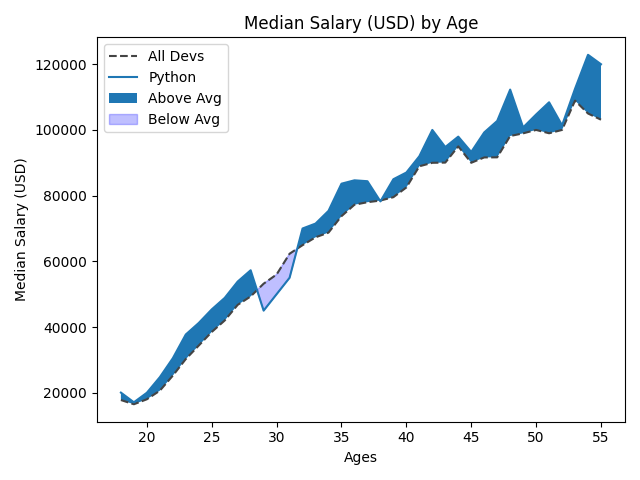 Median Salary (USD) by Age
All Devs
Python
Above Avg
Below Avg
Median Salary (USD)
120000
100000
80000
60000
40000
20000
20 25 30 35 40 45 50 55
Ages